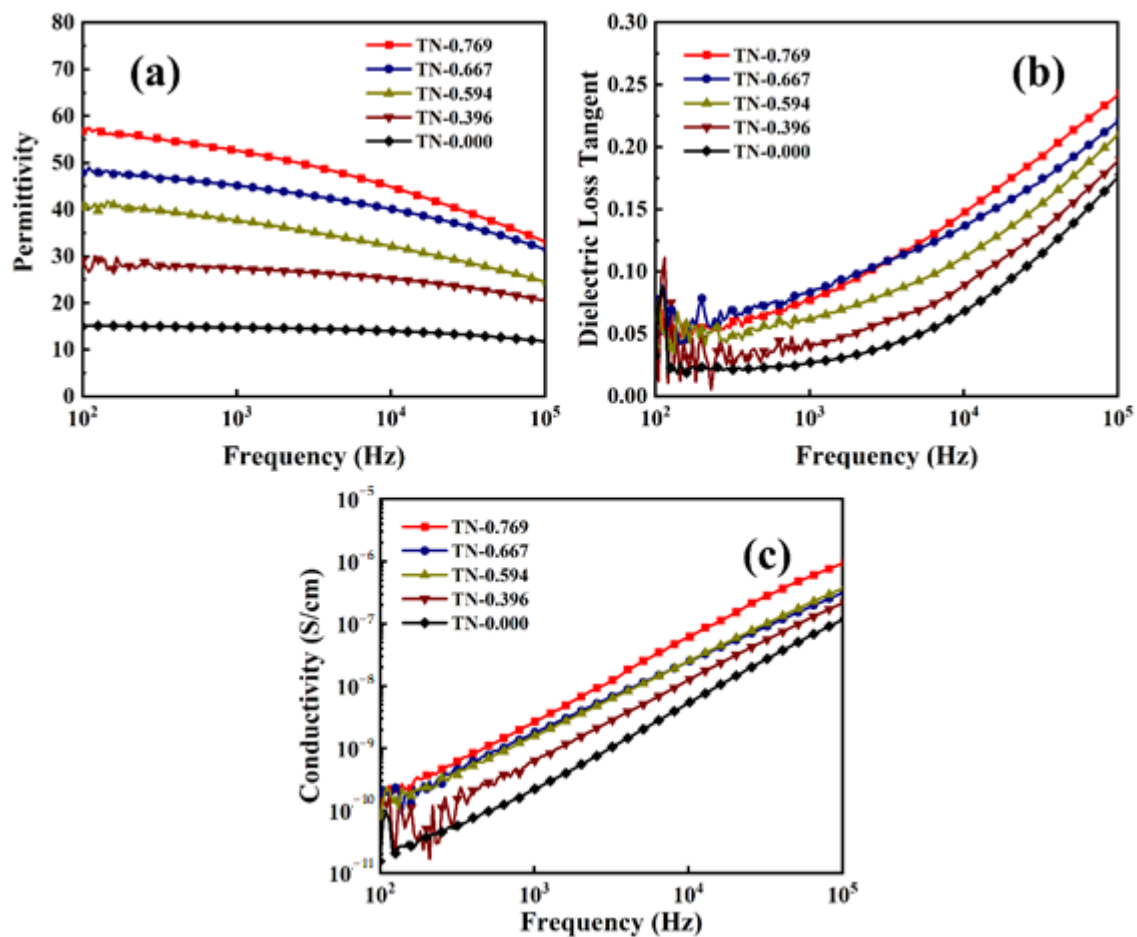 (a)
TN-0.769
TN-0.667
TN-0.594
TN-0.396
TN-0.000
Permittivity
80
70
60
50
40
30
20
10
0
10² 10³ 10⁴ 10⁵
Frequency (Hz)
(b)
TN-0.769
TN-0.667
TN-0.594
TN-0.396
TN-0.000
Dielectric Loss Tangent
0.30
0.25
0.20
0.15
0.10
0.05
0.00
10² 10³ 10⁴ 10⁵
Frequency (Hz)
(c)
TN-0.769
TN-0.667
TN-0.594
TN-0.396
TN-0.000
Conductivity (S/cm)
10⁻⁵
10⁻⁶
10⁻⁷
10⁻⁸
10⁻⁹
10⁻¹⁰
10⁻¹¹
10² 10³ 10⁴ 10⁵
Frequency (Hz)